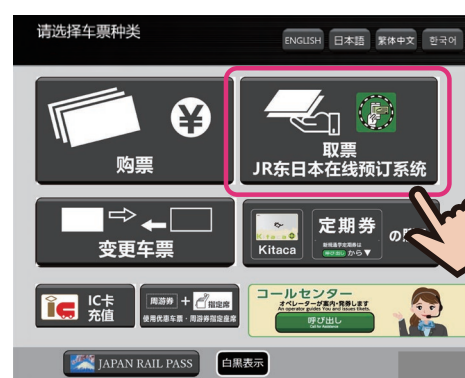 请选择车票种类
ENGLISH 日本語 繁体中文 한국어
¥
购票
取票
JR东日本在线预订系统
变更车票
Kitaca
定期券
の
から▼
IC卡
充值
周游券 + 指定席
使用优惠车票・周游券指定座席
コールセンター
オペレーターが案内・発券します
An operator guides You and issues tikets.
呼び出し
Call for Assistance
JAPAN RAIL PASS
白黒表示